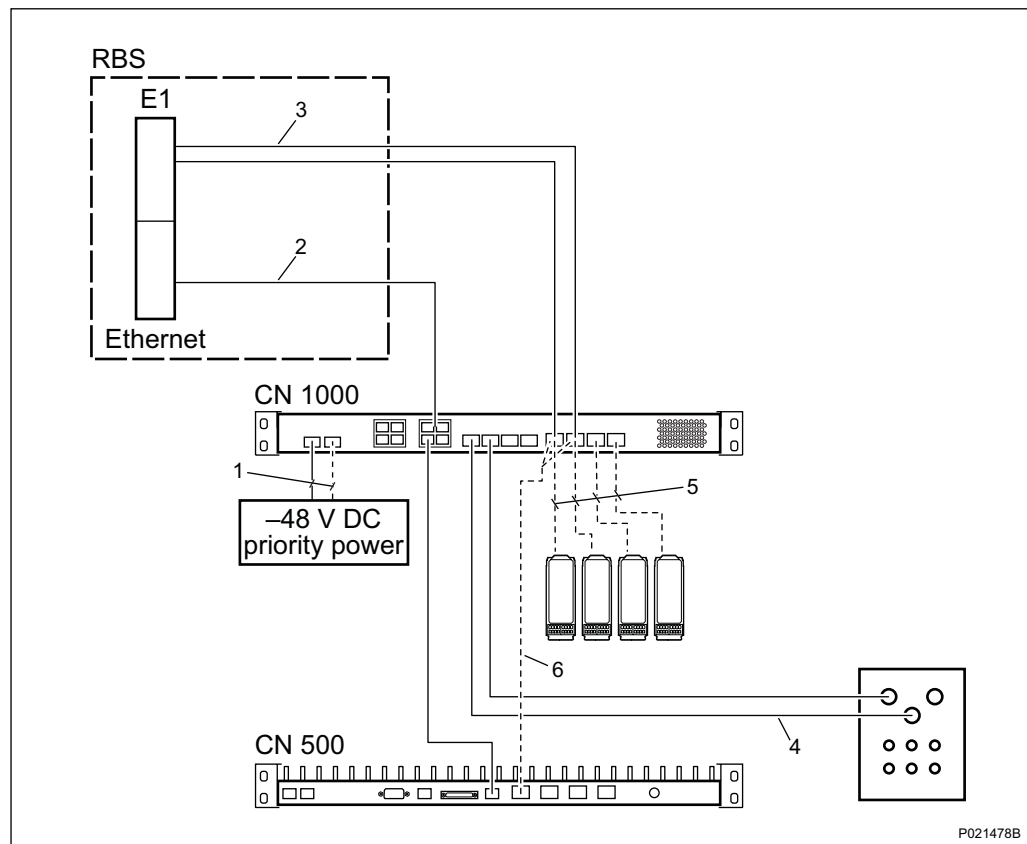 RBS
E1
3
2
Ethernet
CN 1000
1
5
–48 V DC
priority power
6
4
CN 500
P021478B